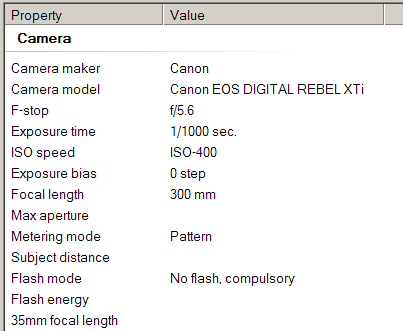 Property Value
Camera
Camera maker Canon
Camera model Canon EOS DIGITAL REBEL XTi
F-stop f/5.6
Exposure time 1/1000 sec.
ISO speed ISO-400
Exposure bias 0 step
Focal length 300 mm
Max aperture
Metering mode Pattern
Subject distance
Flash mode No flash, compulsory
Flash energy
35mm focal length